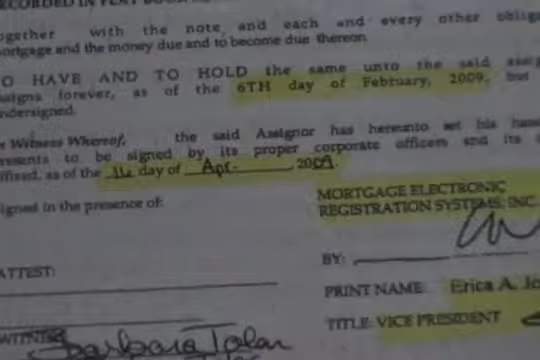 RECORDED IN PLAT BOOK
together with the note, and each and every other oblig
mortgage and the money due and to become due thereon
TO HAVE AND TO HOLD the same unto the said assig
assigns forever, as of the 6TH day of February, 2009, but
undersigned.
Witness Whereof, the said Assignor has hereunto set his hand
presents to be signed by its proper corporate officers and its
affixed, as of the 16 day of Apr. 2009.
signed in the presence of:
MORTGAGE ELECTRONIC
REGISTRATION SYSTEMS, INC.
BY:
ATTEST:
PRINT NAME: Erica A. Jo
TITLE: VICE PRESIDENT
WITNESS Barbara Tolan